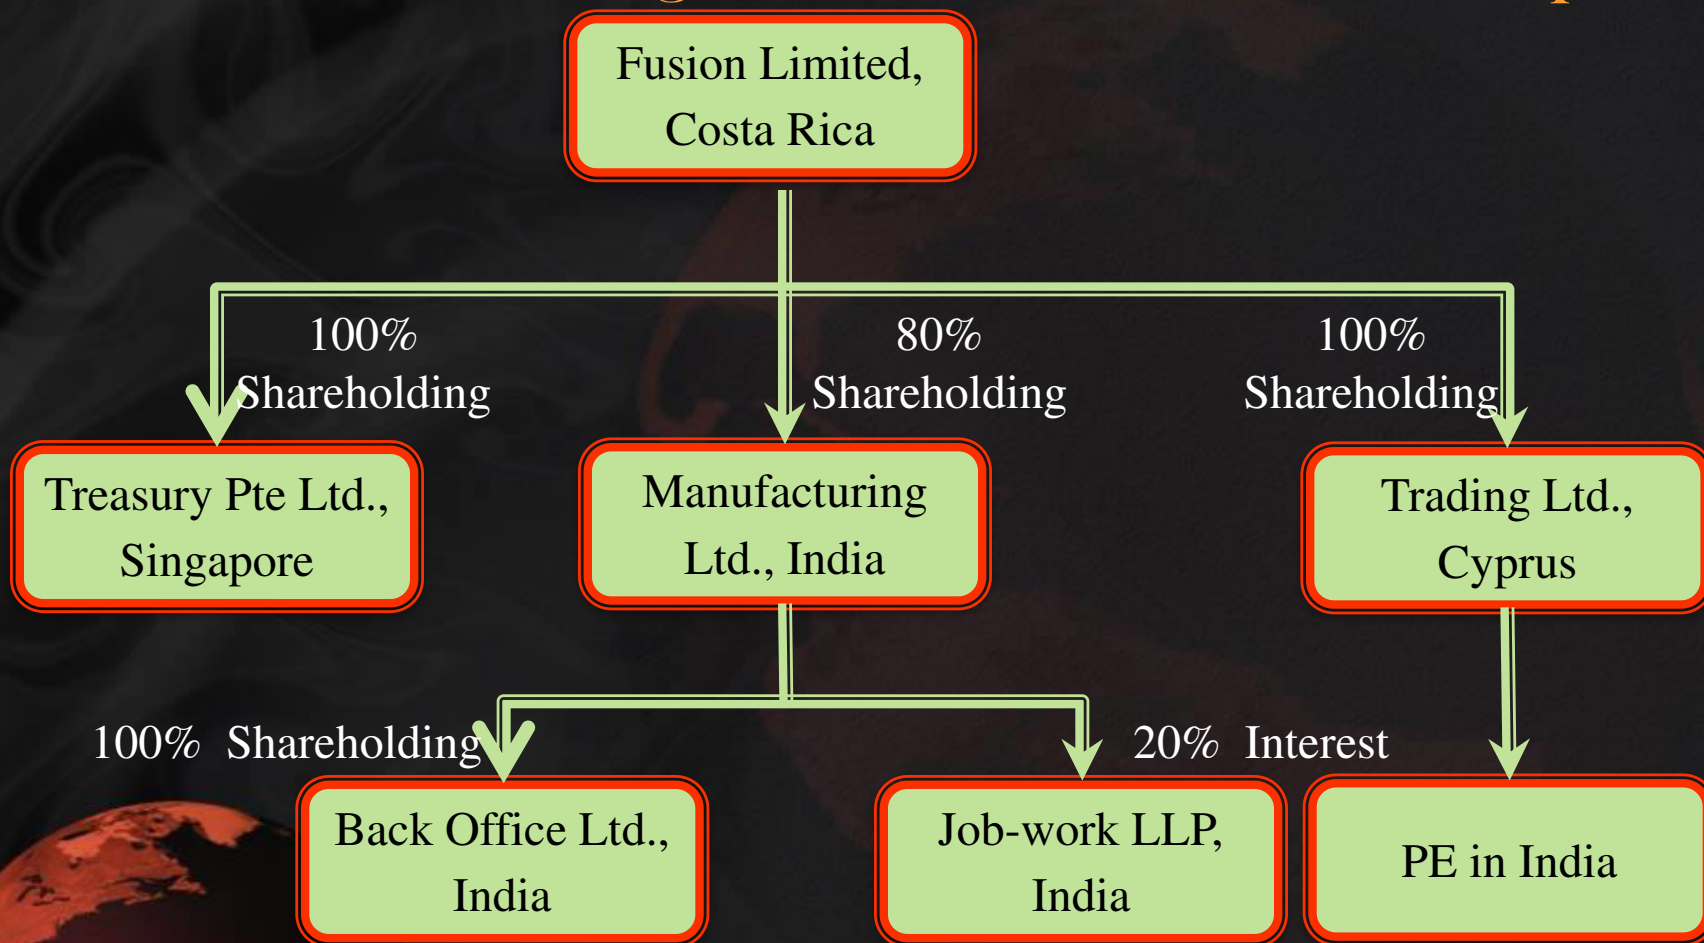 Fusion Limited,
Costa Rica
100%
Shareholding
80%
Shareholding
100%
Shareholding
Treasury Pte Ltd.,
Singapore
Manufacturing
Ltd., India
Trading Ltd.,
Cyprus
100% Shareholding
20% Interest
Back Office Ltd.,
India
Job-work LLP,
India
PE in India